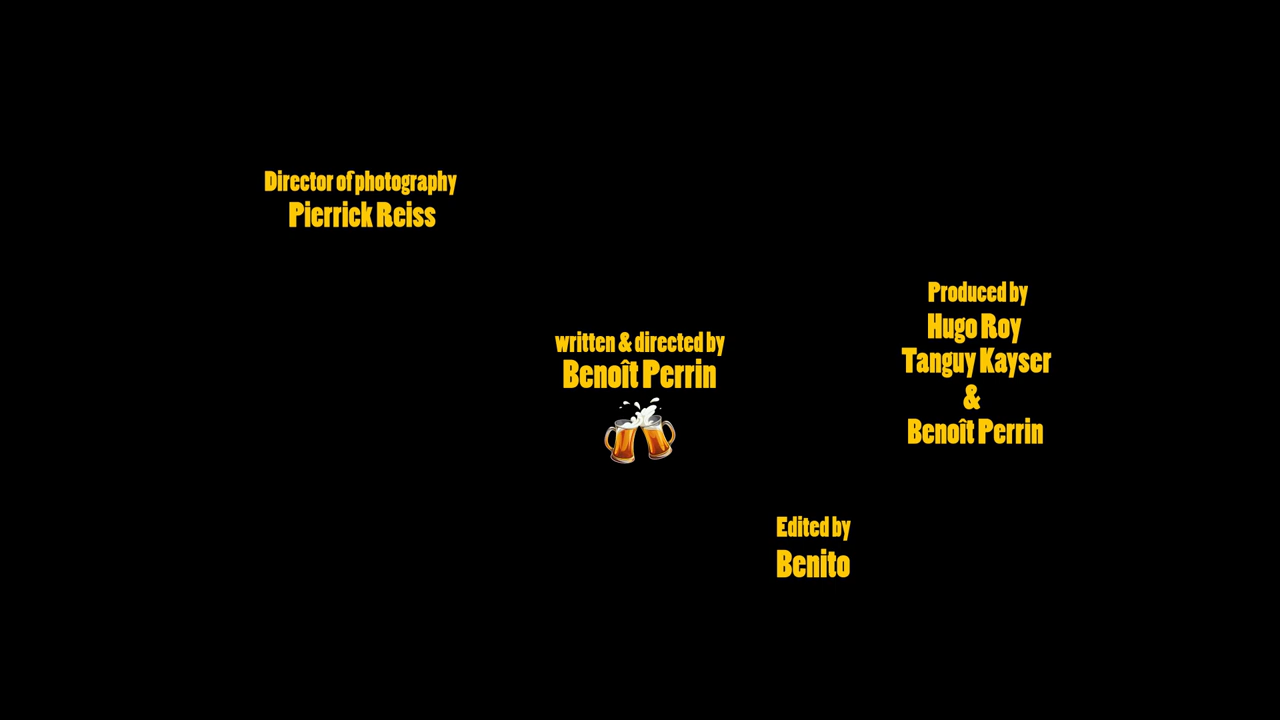 Director of photography
Pierrick Reiss
written & directed by
Benoît Perrin
Produced by
Hugo Roy
Tanguy Kayser
&
Benoît Perrin
Edited by
Benito